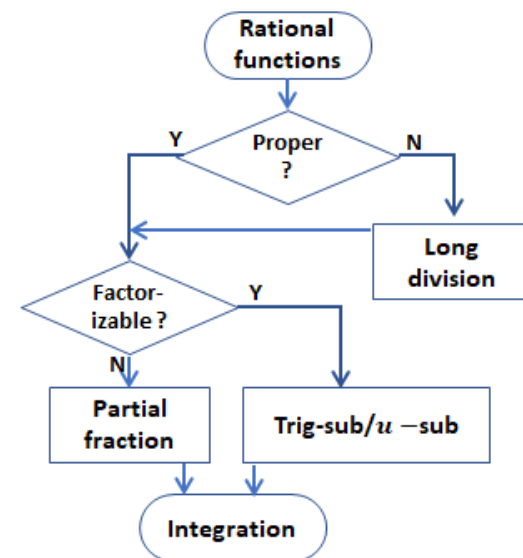 Rational
functions
Y
Proper
?
N
Long
division
Factor-
izable ?
Y
N
Partial
fraction
Trig-sub/u −sub
Integration